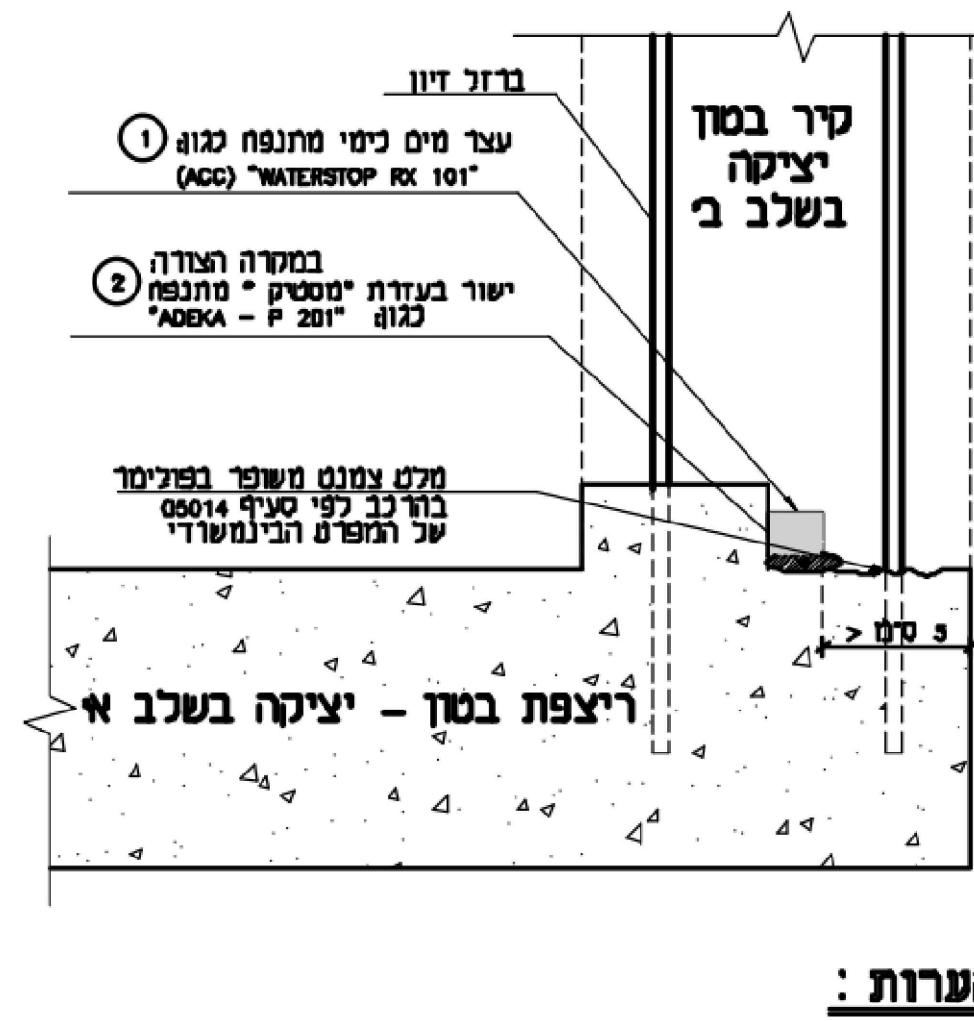 ברזל זיון
① עצר מים כימי מתנפח כגון:
(ACC) "WATERSTOP RX 101"
קיר בטון
יציקה
בשלב ב'
② במקרה הצורה
ישור בעזרת "מסטיק" מתנפח
כגון: "ADEKA - P 201"
מלט צמנט משופר בפולימר
בהרכב לפי סעיף 05014
של המפרט הבינמשרדי
5 ס"מ <
ריצפת בטון - יציקה בשלב א'
הערות :